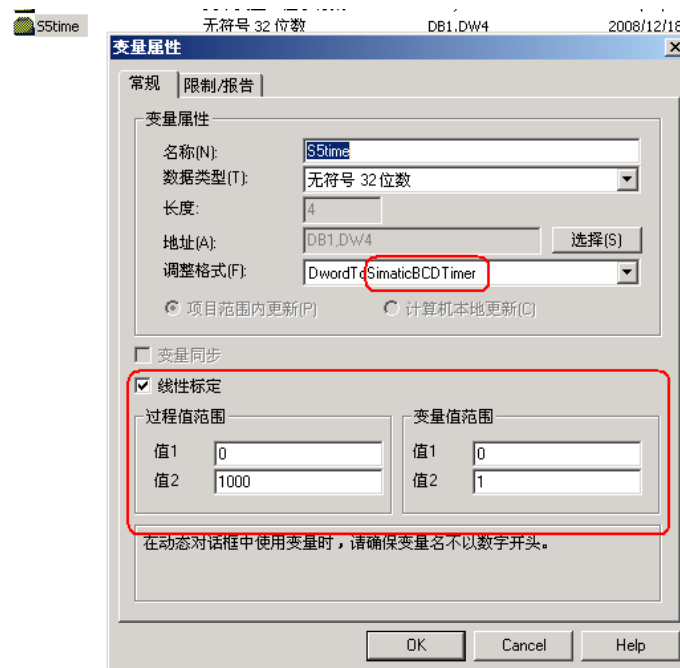 S5time 无符号 32 位数 DB1.DW4 2008/12/18
变量属性
常规 限制/报告
变量属性
名称(N): S5time
数据类型(T): 无符号 32 位数
长度: 4
地址(A): DB1,DW4 选择(S)
调整格式(F): DwordToSimaticBCDTimer
项目范围内更新(P) 计算机本地更新(C)
变量同步
线性标定
过程值范围 变量值范围
值1 0 值1 0
值2 1000 值2 1
在动态对话框中使用变量时，请确保变量名不以数字开头。
OK Cancel Help